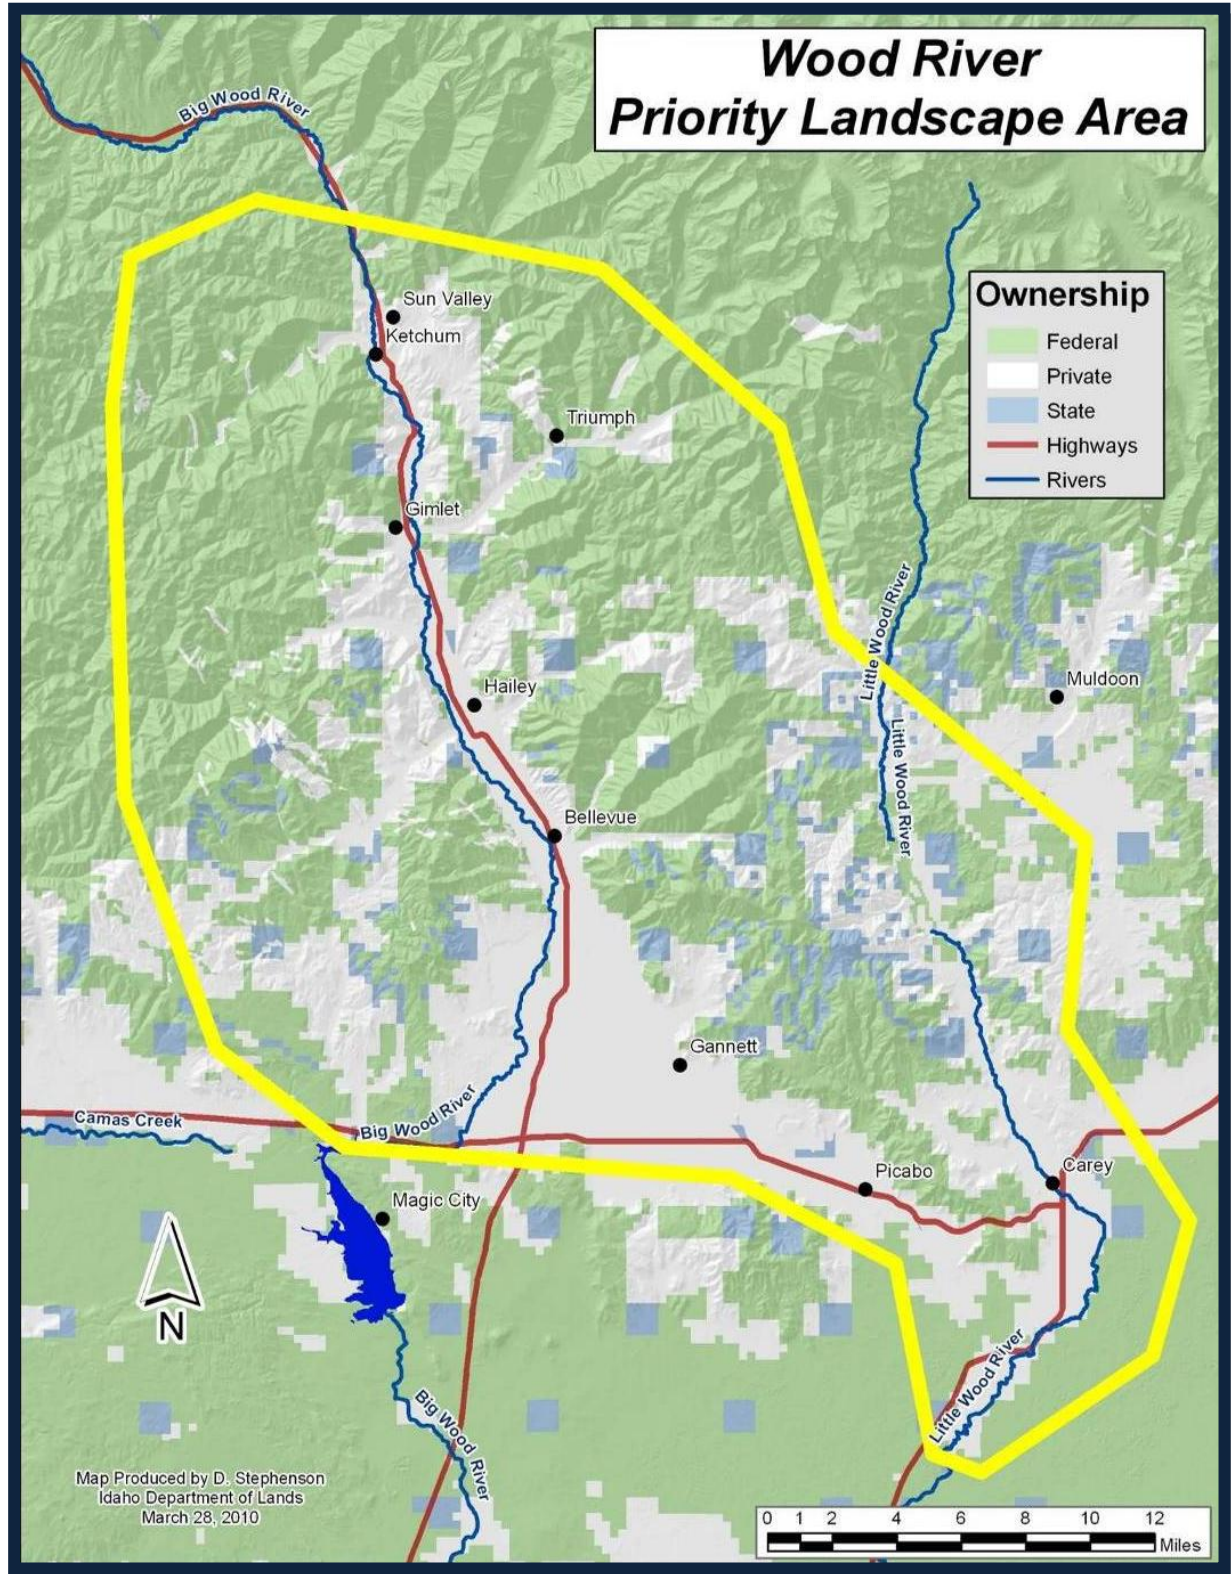 Wood River
Priority Landscape Area
Big Wood River
Ownership
Federal
Private
State
Highways
Rivers
Sun Valley
Ketchum
Triumph
Gimlet
Little Wood River
Muldoon
Hailey
Little Wood River
Bellevue
Gannett
Big Wood River
Camas Creek
Carey
Picabo
Magic City
N
Little Wood River
Big Wood River
Map Produced by D. Stephenson
Idaho Department of Lands
March 28, 2010
0 1 2 4 6 8 10 12
Miles